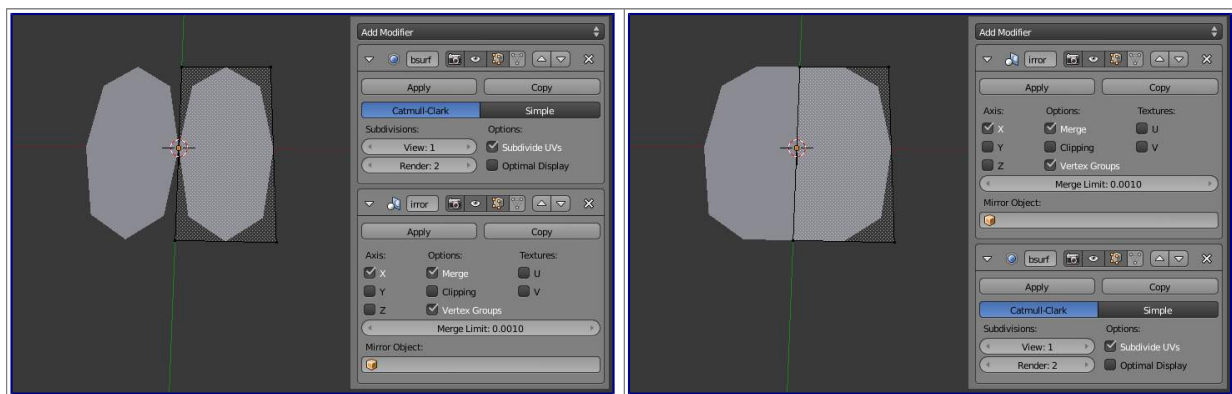 Add Modifier
bsurf
Apply Copy
Catmull-Clark Simple
Subdivisions: Options:
View: 1 Subdivide UVs
Render: 2 Optimal Display
irror
Apply Copy
Axis: Options: Textures:
X Merge U
Y Clipping V
Z Vertex Groups
Merge Limit: 0.0010
Mirror Object:
Add Modifier
irror
Apply Copy
Axis: Options: Textures:
X Merge U
Y Clipping V
Z Vertex Groups
Merge Limit: 0.0010
Mirror Object:
bsurf
Apply Copy
Catmull-Clark Simple
Subdivisions: Options:
View: 1 Subdivide UVs
Render: 2 Optimal Display